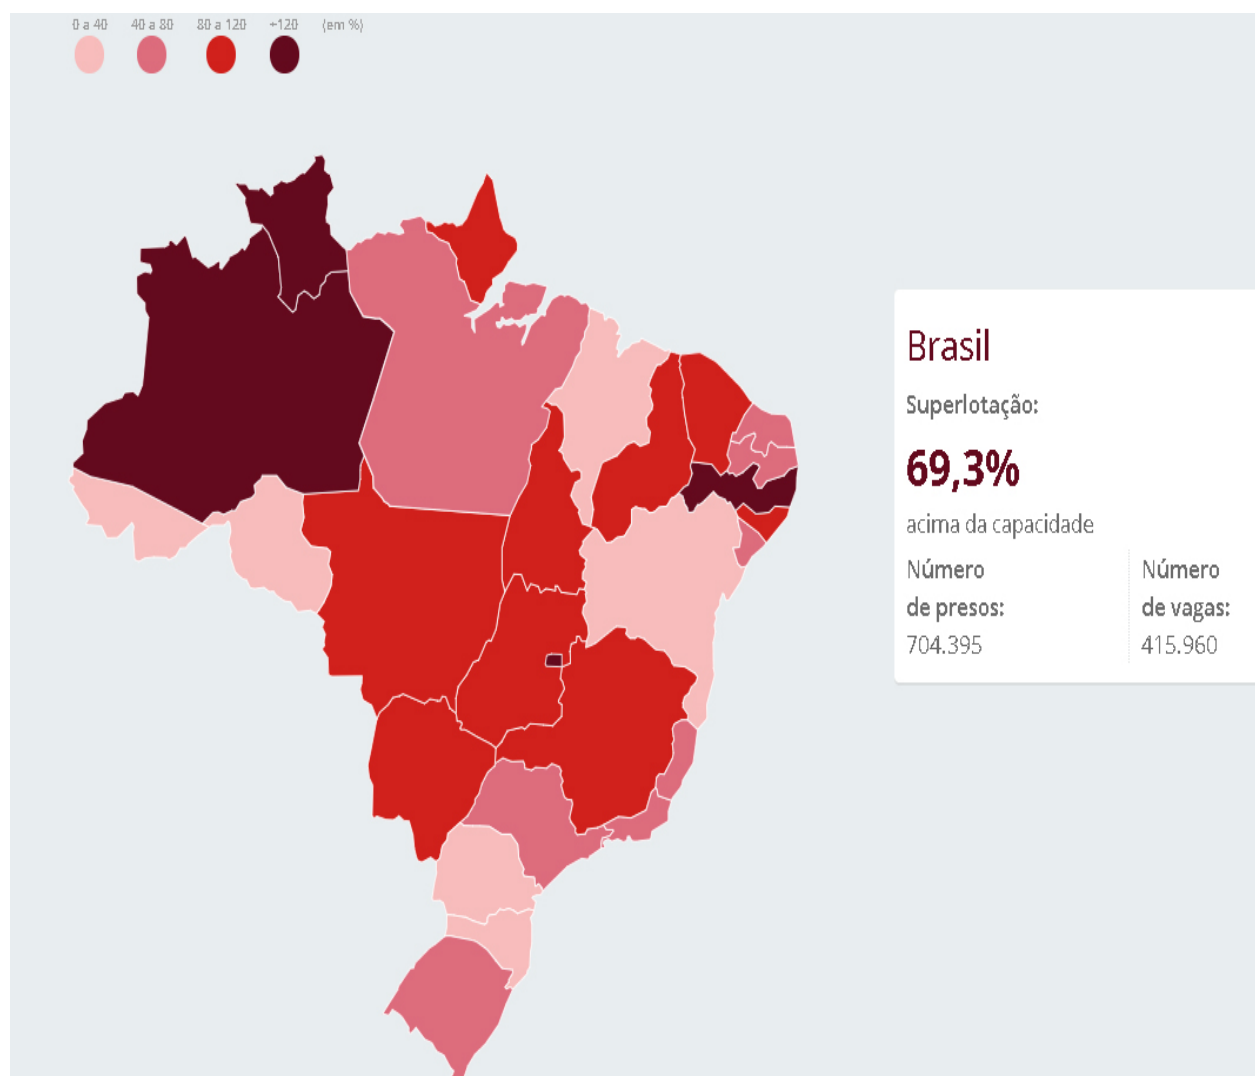 0 a 40 40 a 80 80 a 120 +120 (em %)
Brasil
Superlotação:
69,3%
acima da capacidade
Número
de presos:
704.395
Número
de vagas:
415.960